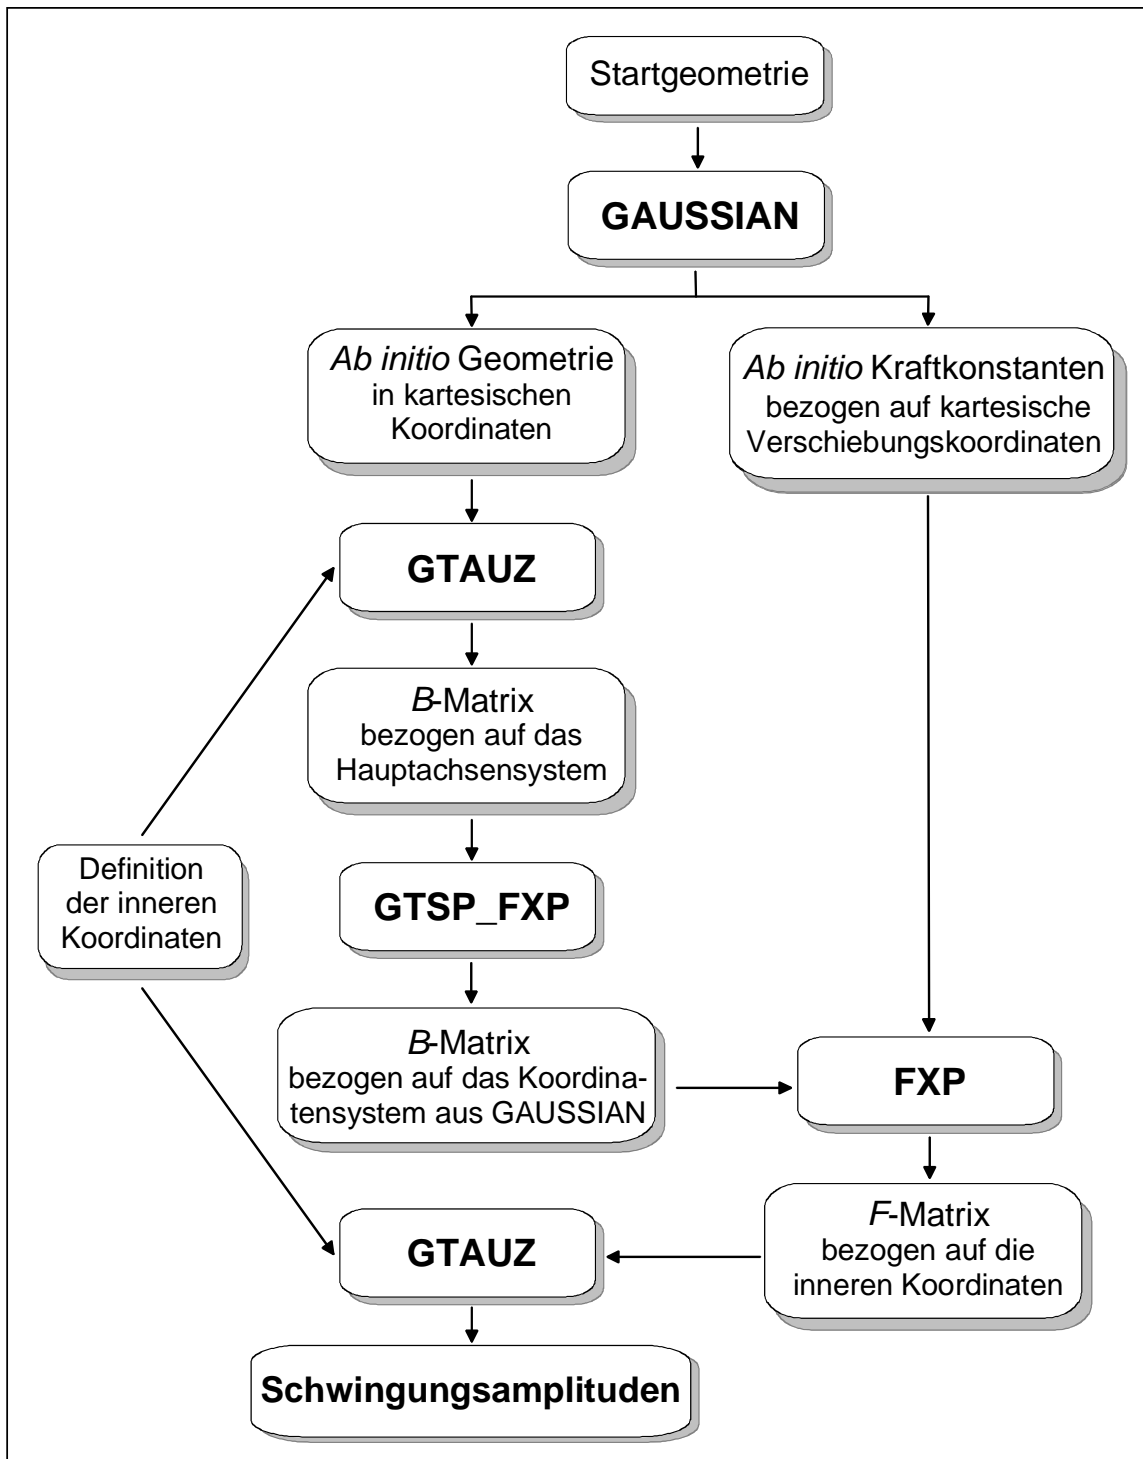 Startgeometrie
GAUSSIAN
Ab initio Geometrie
in kartesischen
Koordinaten
Ab initio Kraftkonstanten
bezogen auf kartesische
Verschiebungskoordinaten
GTAUZ
B-Matrix
bezogen auf das
Hauptachsensystem
Definition
der inneren
Koordinaten
GTSP_FXP
B-Matrix
bezogen auf das Koordina-
tensystem aus GAUSSIAN
FXP
F-Matrix
bezogen auf die
inneren Koordinaten
GTAUZ
Schwingungsamplituden